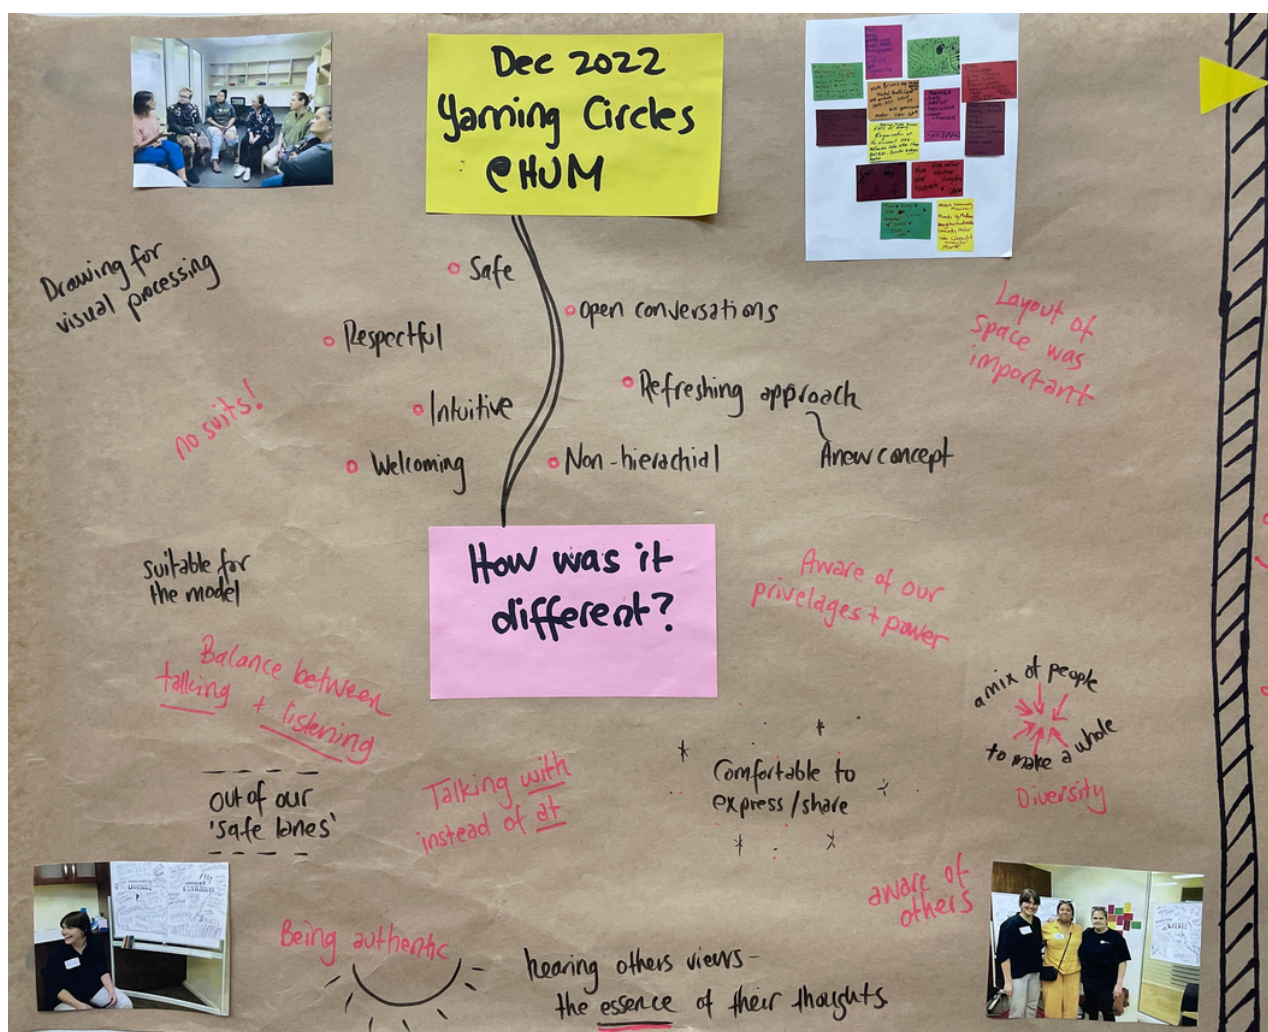 Dec 2022
Yarning Circles
@HUM
Drawing for
visual processing
Safe
Open conversations
Respectful
Layout of
space was
important
Refreshing approach
A new concept
no suits!
Intuitive
Welcoming
Non-hierachial
How was it
different?
suitable for
the model
Aware of our
privelages + power
Balance between
talking + listening
a mix of people
to make a whole
Diversity
Talking with
instead of at
Comfortable to
express/share
out of our
'safe lanes'
aware of
others
Being authentic
hearing others views-
the essence of their thoughts